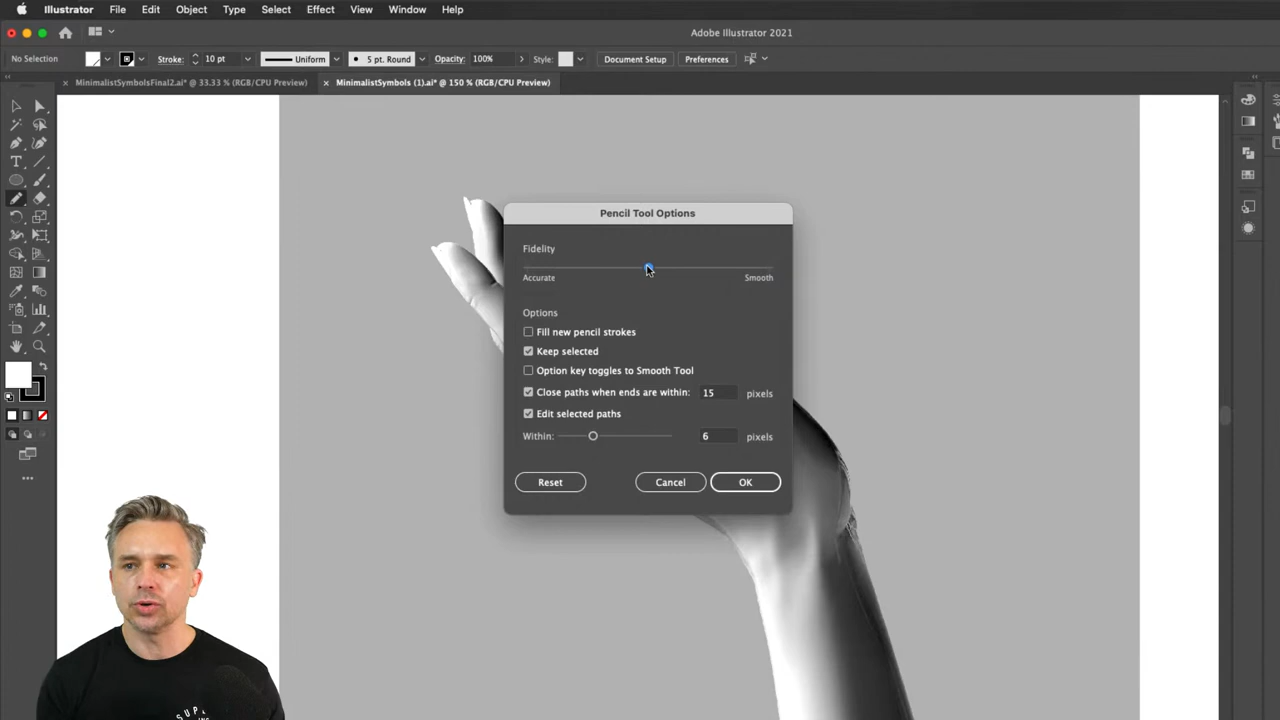 Illustrator File Edit Object Type Select Effect View Window Help
Adobe Illustrator 2021
No Selection Stroke: 10 pt Uniform 5 pt. Round Opacity: 100% Style: Document Setup Preferences
MinimalistSymbolsFinal2.ai* @ 33.33 % (RGB/CPU Preview) MinimalistSymbols (1).ai* @ 150 % (RGB/CPU Preview)
Pencil Tool Options
Fidelity
Accurate Smooth
Options
Fill new pencil strokes
Keep selected
Option key toggles to Smooth Tool
Close paths when ends are within: 15 pixels
Edit selected paths
Within: 6 pixels
Reset Cancel OK